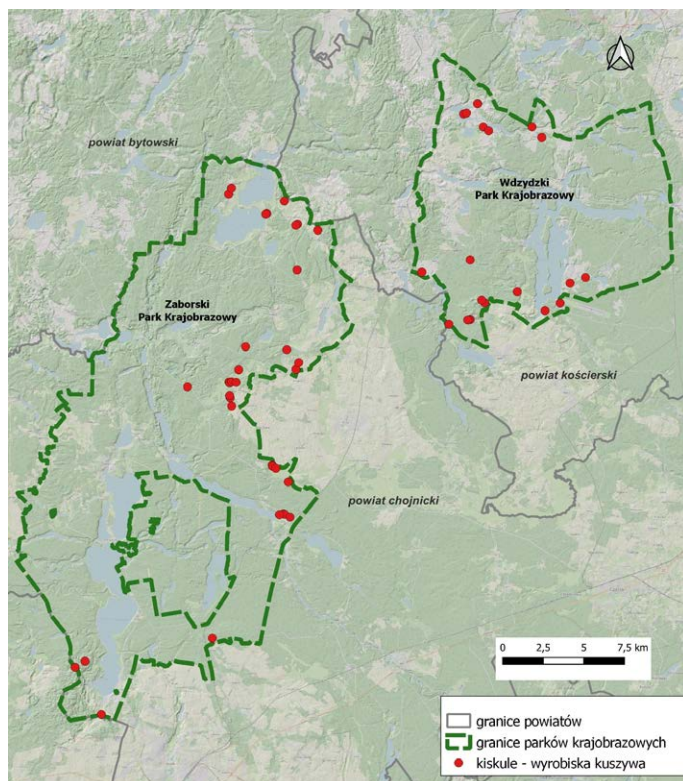 powiat bytowski
Wdzydzki
Park Krajobrazowy
Zaborski
Park Krajobrazowy
powiat kościerski
powiat chojnicki
0 2,5 5 7,5 km
granice powiatów
granice parków krajobrazowych
kiskule - wyrobiska kuszywa